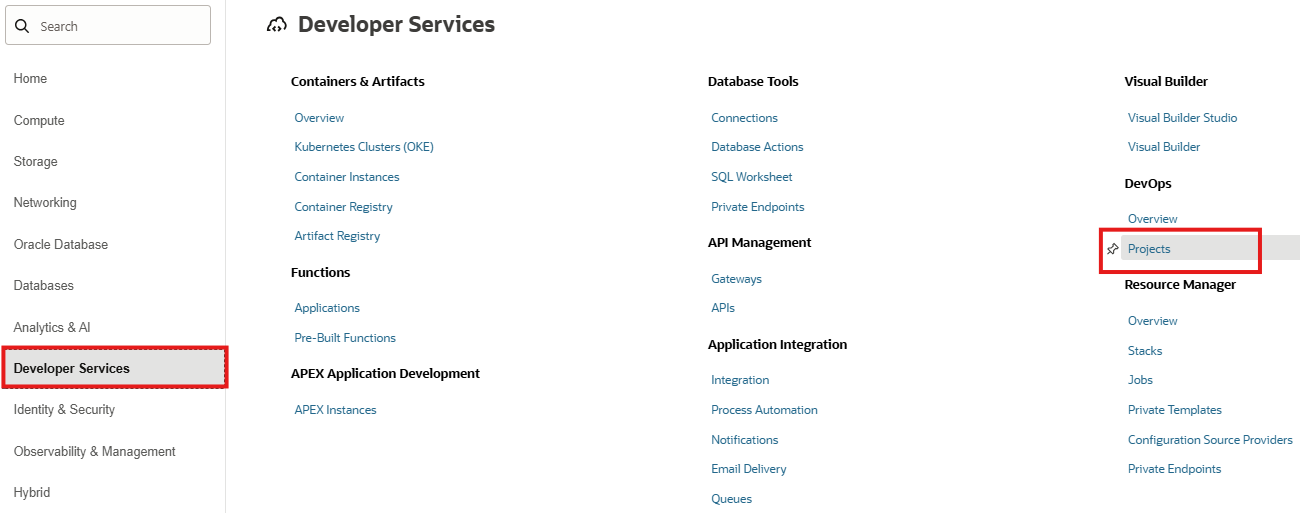 Search
Home
Compute
Storage
Networking
Oracle Database
Databases
Analytics & AI
Developer Services
Identity & Security
Observability & Management
Hybrid
Developer Services
Containers & Artifacts
Overview
Kubernetes Clusters (OKE)
Container Instances
Container Registry
Artifact Registry
Functions
Applications
Pre-Built Functions
APEX Application Development
APEX Instances
Database Tools
Connections
Database Actions
SQL Worksheet
Private Endpoints
API Management
Gateways
APIs
Application Integration
Integration
Process Automation
Notifications
Email Delivery
Queues
Visual Builder
Visual Builder Studio
Visual Builder
DevOps
Overview
Projects
Resource Manager
Overview
Stacks
Jobs
Private Templates
Configuration Source Providers
Private Endpoints